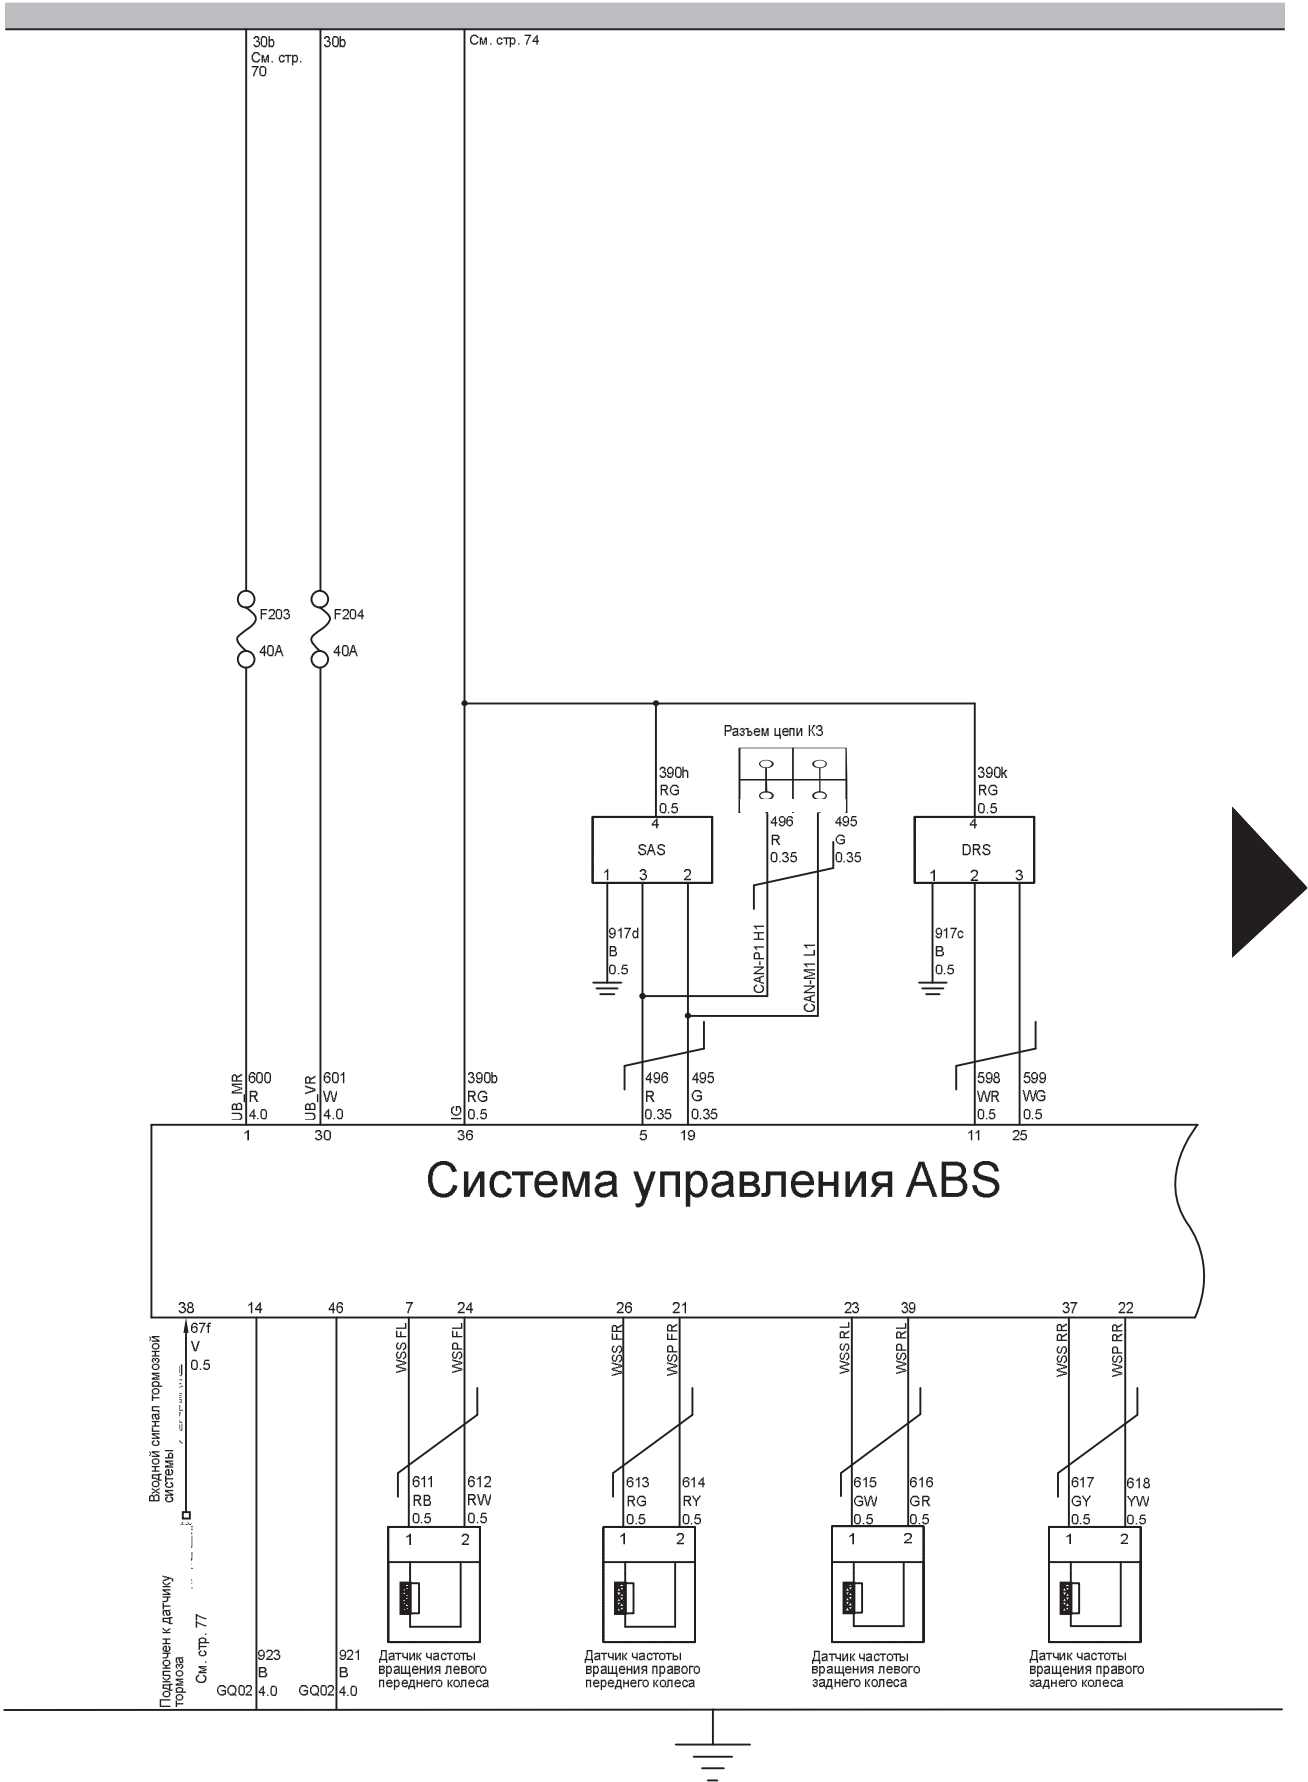 30b
См. стр.
70
30b
См. стр. 74
F203
40A
F204
40A
Разъем цепи КЗ
390h
RG
0.5
390k
RG
0.5
496
R
0.35
495
G
0.35
4
SAS
1 3 2
4
DRS
1 2 3
917d
B
0.5
CAN-P1 H1
CAN-M1 L1
917c
B
0.5
UB_MR
600
R
4.0
UB_VR
601
W
4.0
IG
390b
RG
0.5
496
R
0.35
495
G
0.35
598
WR
0.5
599
WG
0.5
1 30 36 5 19 11 25
Система управления ABS
38 14 46 7 24 26 21 23 39 37 22
67f
V
0.5
WSS FL
WSP FL
WSS FR
WSP FR
WSS RL
WSP RL
WSS RR
WSP RR
Входной сигнал тормозной
системы
611
RB
0.5
612
RW
0.5
613
RG
0.5
614
RY
0.5
615
GW
0.5
616
GR
0.5
617
GY
0.5
618
YW
0.5
1 2
1 2
1 2
1 2
Подключен к датчику
тормоза
См. стр. 77
923
B
GQ02 4.0
921
B
GQ02 4.0
Датчик частоты
вращения левого
переднего колеса
Датчик частоты
вращения правого
переднего колеса
Датчик частоты
вращения левого
заднего колеса
Датчик частоты
вращения правого
заднего колеса